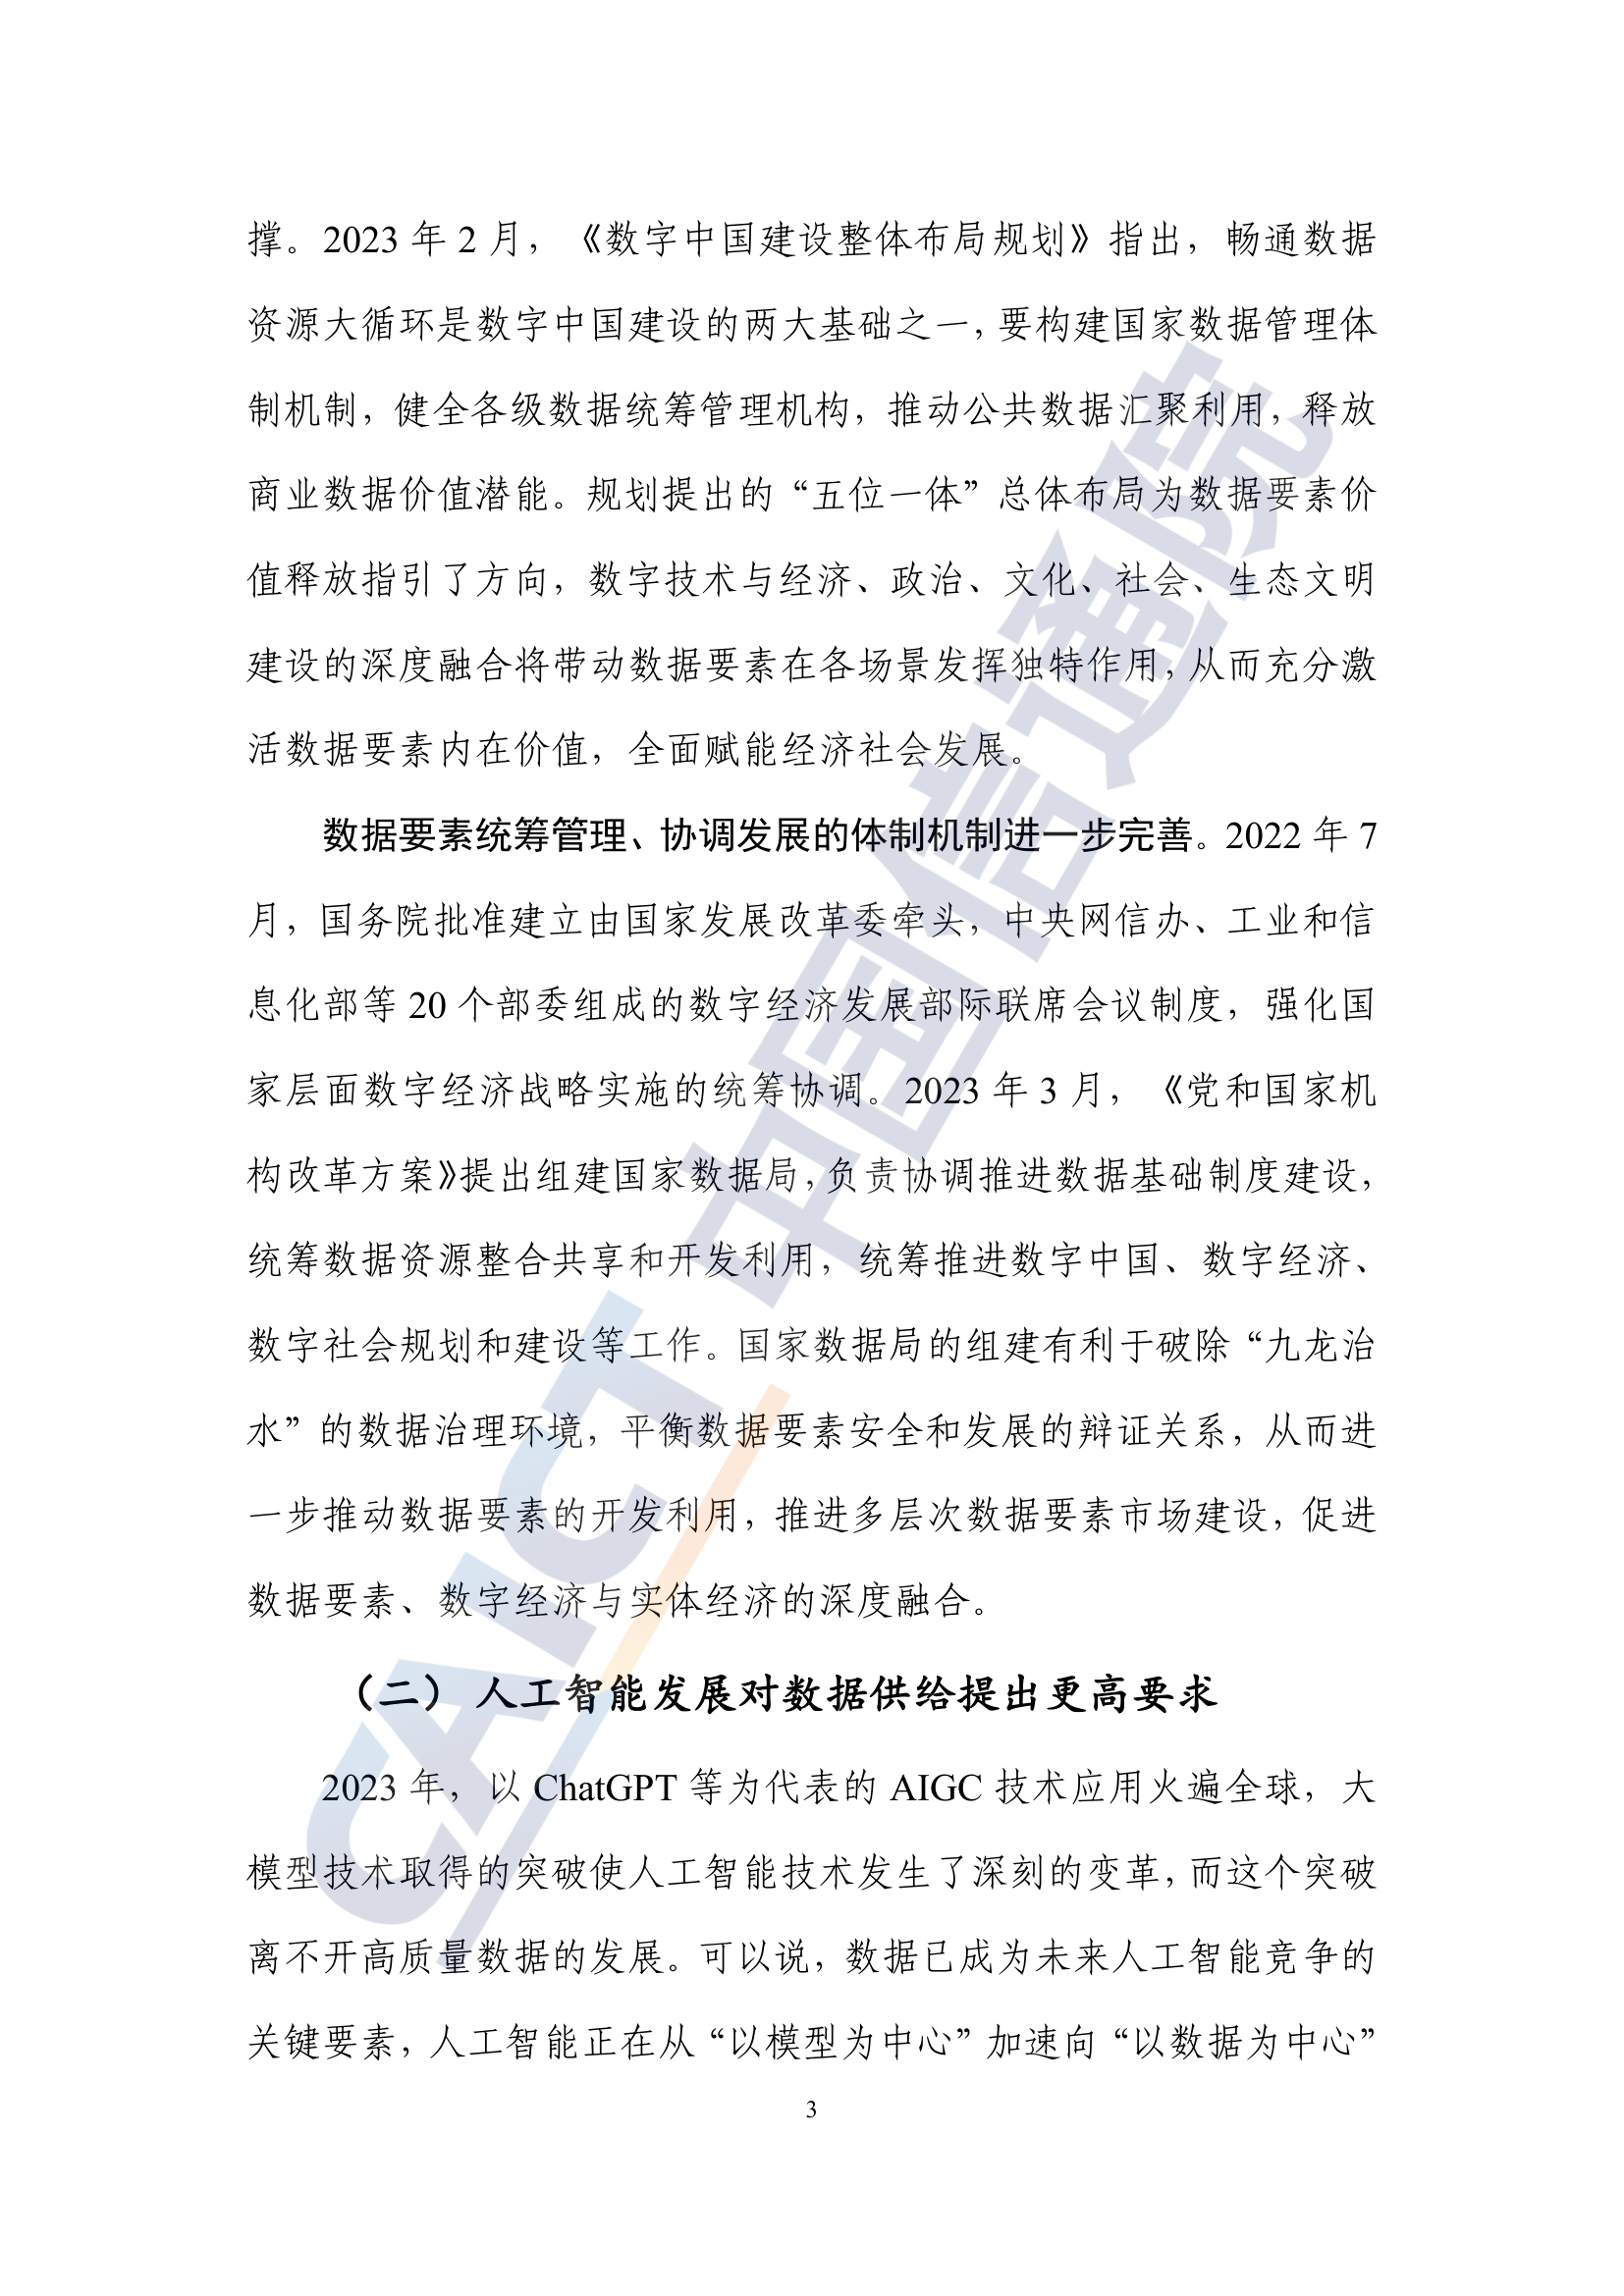 撑。2023 年 2 月，《数字中国建设整体布局规划》指出，畅通数据
资源大循环是数字中国建设的两大基础之一，要构建国家数据管理体
制机制，健全各级数据统筹管理机构，推动公共数据汇聚利用，释放
商业数据价值潜能。规划提出的“五位一体”总体布局为数据要素价
值释放指引了方向，数字技术与经济、政治、文化、社会、生态文明
建设的深度融合将带动数据要素在各场景发挥独特作用，从而充分激
活数据要素内在价值，全面赋能经济社会发展。
数据要素统筹管理、协调发展的体制机制进一步完善。2022 年 7
月，国务院批准建立由国家发展改革委牵头，中央网信办、工业和信
息化部等 20 个部委组成的数字经济发展部际联席会议制度，强化国
家层面数字经济战略实施的统筹协调。2023 年 3 月，《党和国家机
构改革方案》提出组建国家数据局，负责协调推进数据基础制度建设，
统筹数据资源整合共享和开发利用，统筹推进数字中国、数字经济、
数字社会规划和建设等工作。国家数据局的组建有利于破除“九龙治
水”的数据治理环境，平衡数据要素安全和发展的辩证关系，从而进
一步推动数据要素的开发利用，推进多层次数据要素市场建设，促进
数据要素、数字经济与实体经济的深度融合。
（二） 人工智能发展对数据供给提出更高要求
2023 年，以 ChatGPT 等为代表的 AIGC 技术应用火遍全球，大
模型技术取得的突破使人工智能技术发生了深刻的变革，而这个突破
离不开高质量数据的发展。可以说，数据已成为未来人工智能竞争的
关键要素，人工智能正在从“以模型为中心”加速向“以数据为中心”
3
CAICT 中国信通院